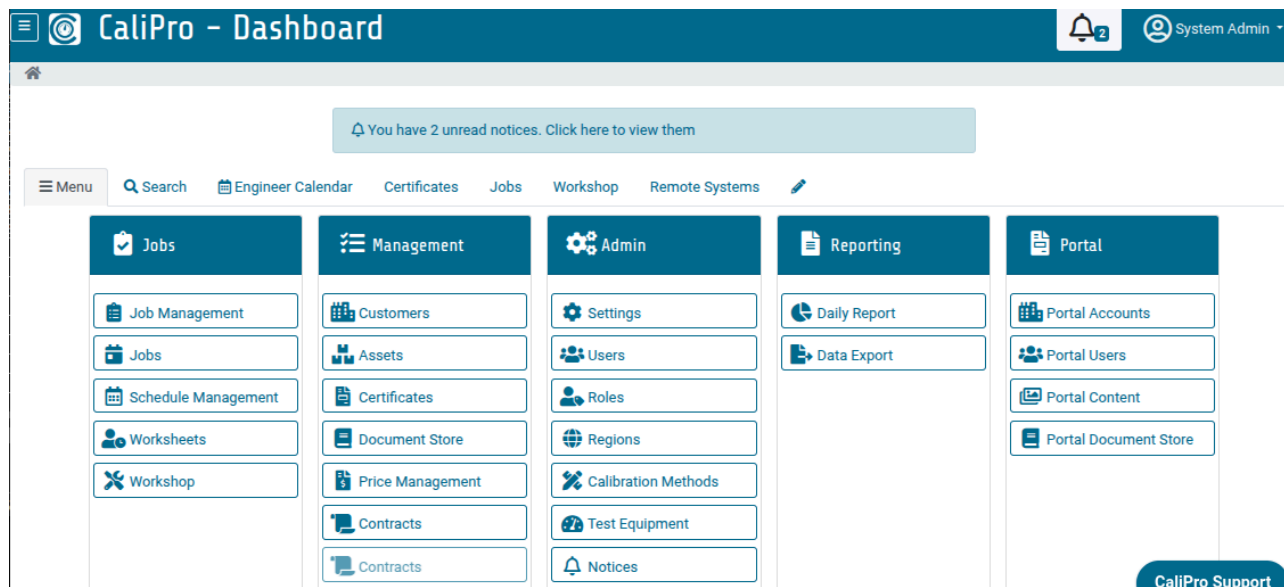 CaliPro - Dashboard
2
System Admin
You have 2 unread notices. Click here to view them
Menu
Search
Engineer Calendar
Certificates
Jobs
Workshop
Remote Systems
Jobs
Job Management
Jobs
Schedule Management
Worksheets
Workshop
Management
Customers
Assets
Certificates
Document Store
Price Management
Contracts
Contracts
Admin
Settings
Users
Roles
Regions
Calibration Methods
Test Equipment
Notices
Reporting
Daily Report
Data Export
Portal
Portal Accounts
Portal Users
Portal Content
Portal Document Store
CaliPro Support